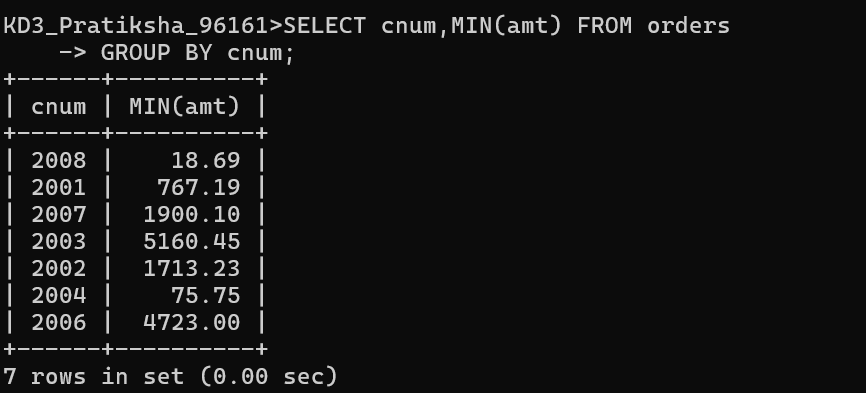 KD3_Pratiksha_96161>SELECT cnum,MIN(amt) FROM orders
    -> GROUP BY cnum;
+------+----------+
| cnum | MIN(amt) |
+------+----------+
| 2008 |    18.69 |
| 2001 |   767.19 |
| 2007 |  1900.10 |
| 2003 |  5160.45 |
| 2002 |  1713.23 |
| 2004 |    75.75 |
| 2006 |  4723.00 |
+------+----------+
7 rows in set (0.00 sec)